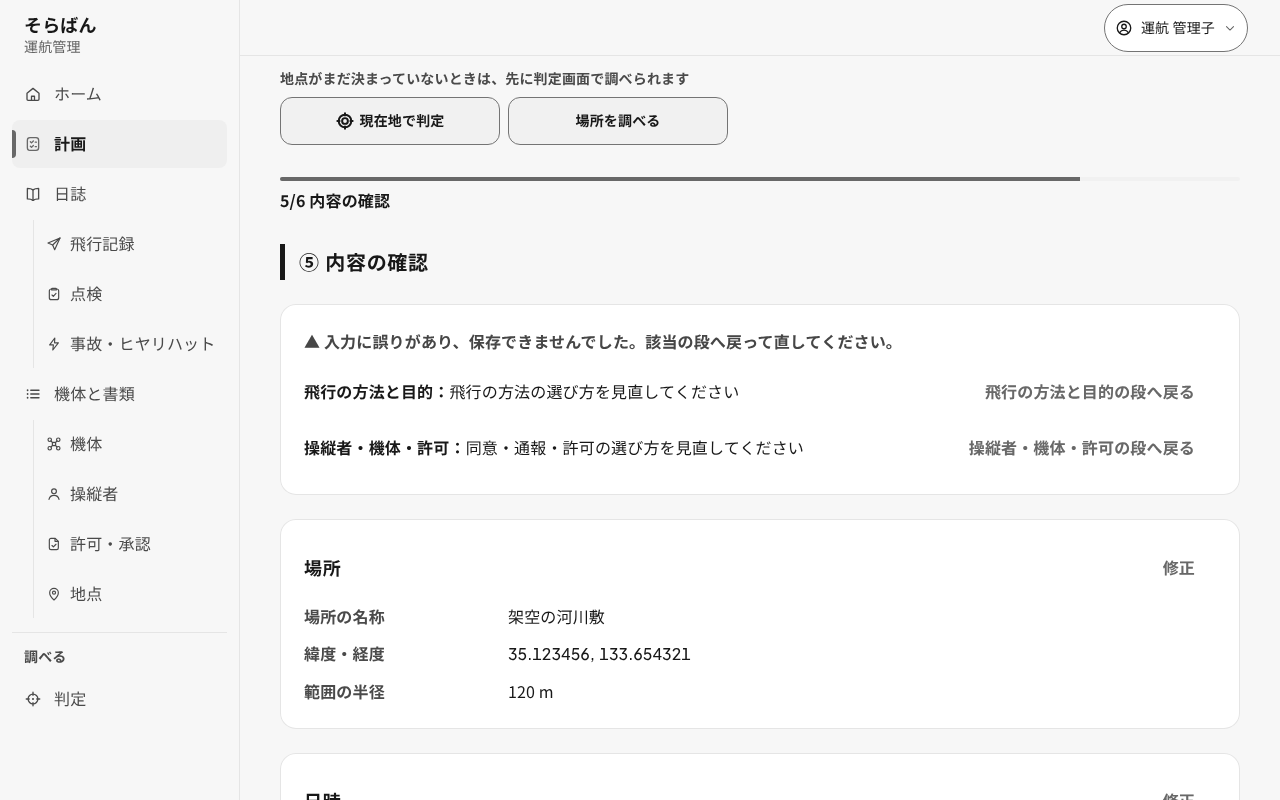 そらばん
運航管理
ホーム
計画
日誌
飛行記録
点検
事故・ヒヤリハット
機体と書類
機体
操縦者
許可・承認
地点
調べる
判定
運航 管理子
地点がまだ決まっていないときは、先に判定画面で調べられます
現在地で判定
場所を調べる
5/6 内容の確認
⑤ 内容の確認
▲ 入力に誤りがあり、保存できませんでした。該当の段へ戻って直してください。
飛行の方法と目的：飛行の方法の選び方を見直してください
飛行の方法と目的の段へ戻る
操縦者・機体・許可：同意・通報・許可の選び方を見直してください
操縦者・機体・許可の段へ戻る
場所
修正
場所の名称 架空の河川敷
緯度・経度 35.123456, 133.654321
範囲の半径 120 m
日時
修正